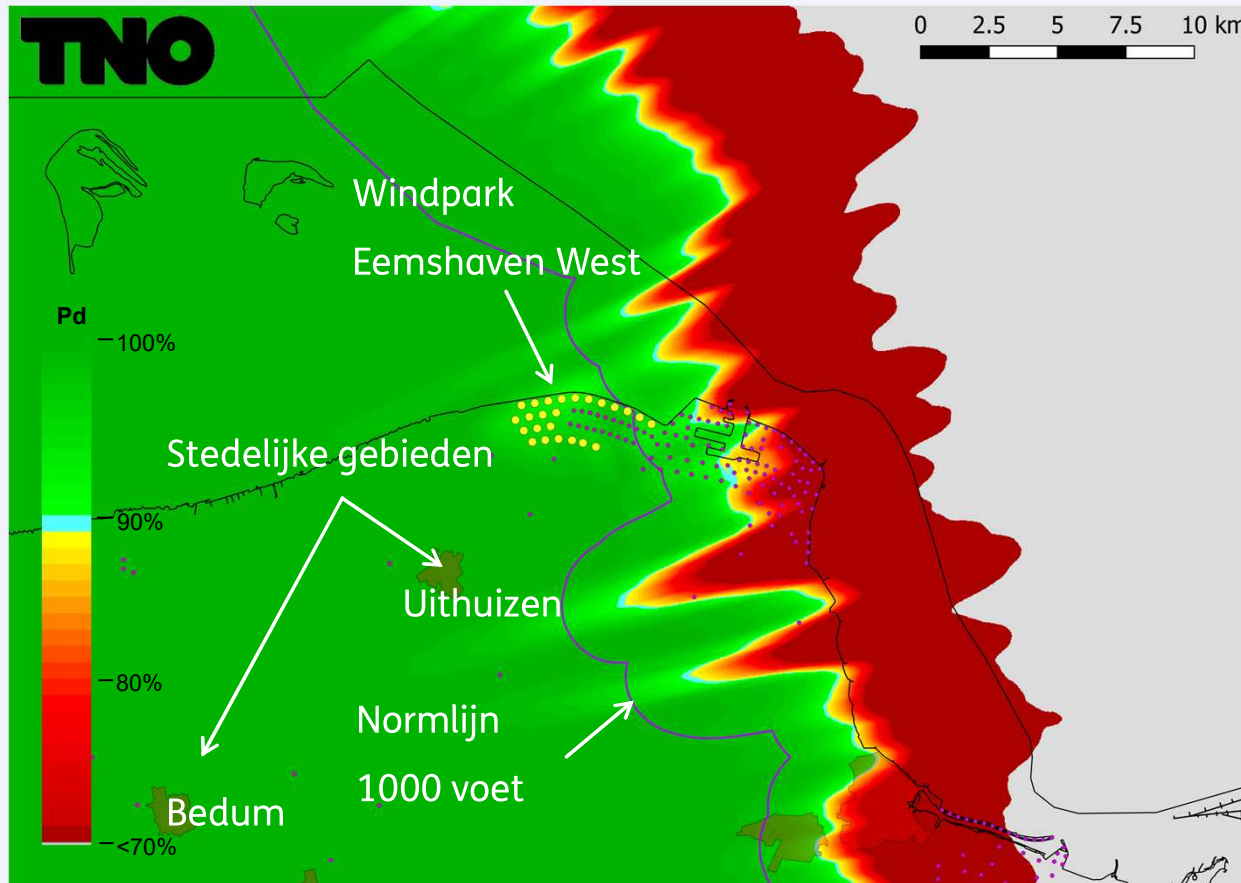 TNO
0 2.5 5 7.5 10 km
Windpark
Eemshaven West
Pd
100%
90%
80%
<70%
Stedelijke gebieden
Uithuizen
Normlijn
1000 voet
Bedum